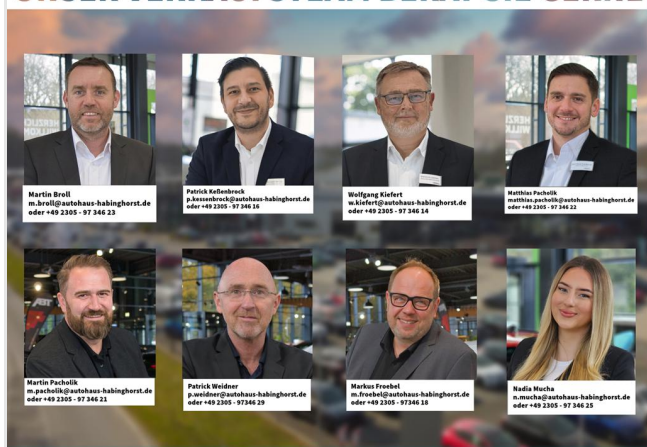 Martin Broll
m.broll@autohaus-habinghorst.de
oder +49 2305 - 97 346 23
Patrick Keßenbrock
p.kessenbrock@autohaus-habinghorst.de
oder +49 2305 - 97 346 16
Wolfgang Kiefert
w.kiefert@autohaus-habinghorst.de
oder +49 2305 - 97 346 14
Matthias Pacholik
matthias.pacholik@autohaus-habinghorst.de
oder +49 2305 - 97 346 22
Martin Pacholik
m.pacholik@autohaus-habinghorst.de
oder +49 2305 - 97 346 21
Patrick Weidner
p.weidner@autohaus-habinghorst.de
oder +49 2305 - 97346 29
Markus Froebel
m.froebel@autohaus-habinghorst.de
oder +49 2305 - 97346 18
Nadia Mucha
n.mucha@autohaus-habinghorst.de
oder +49 2305 - 97 346 25